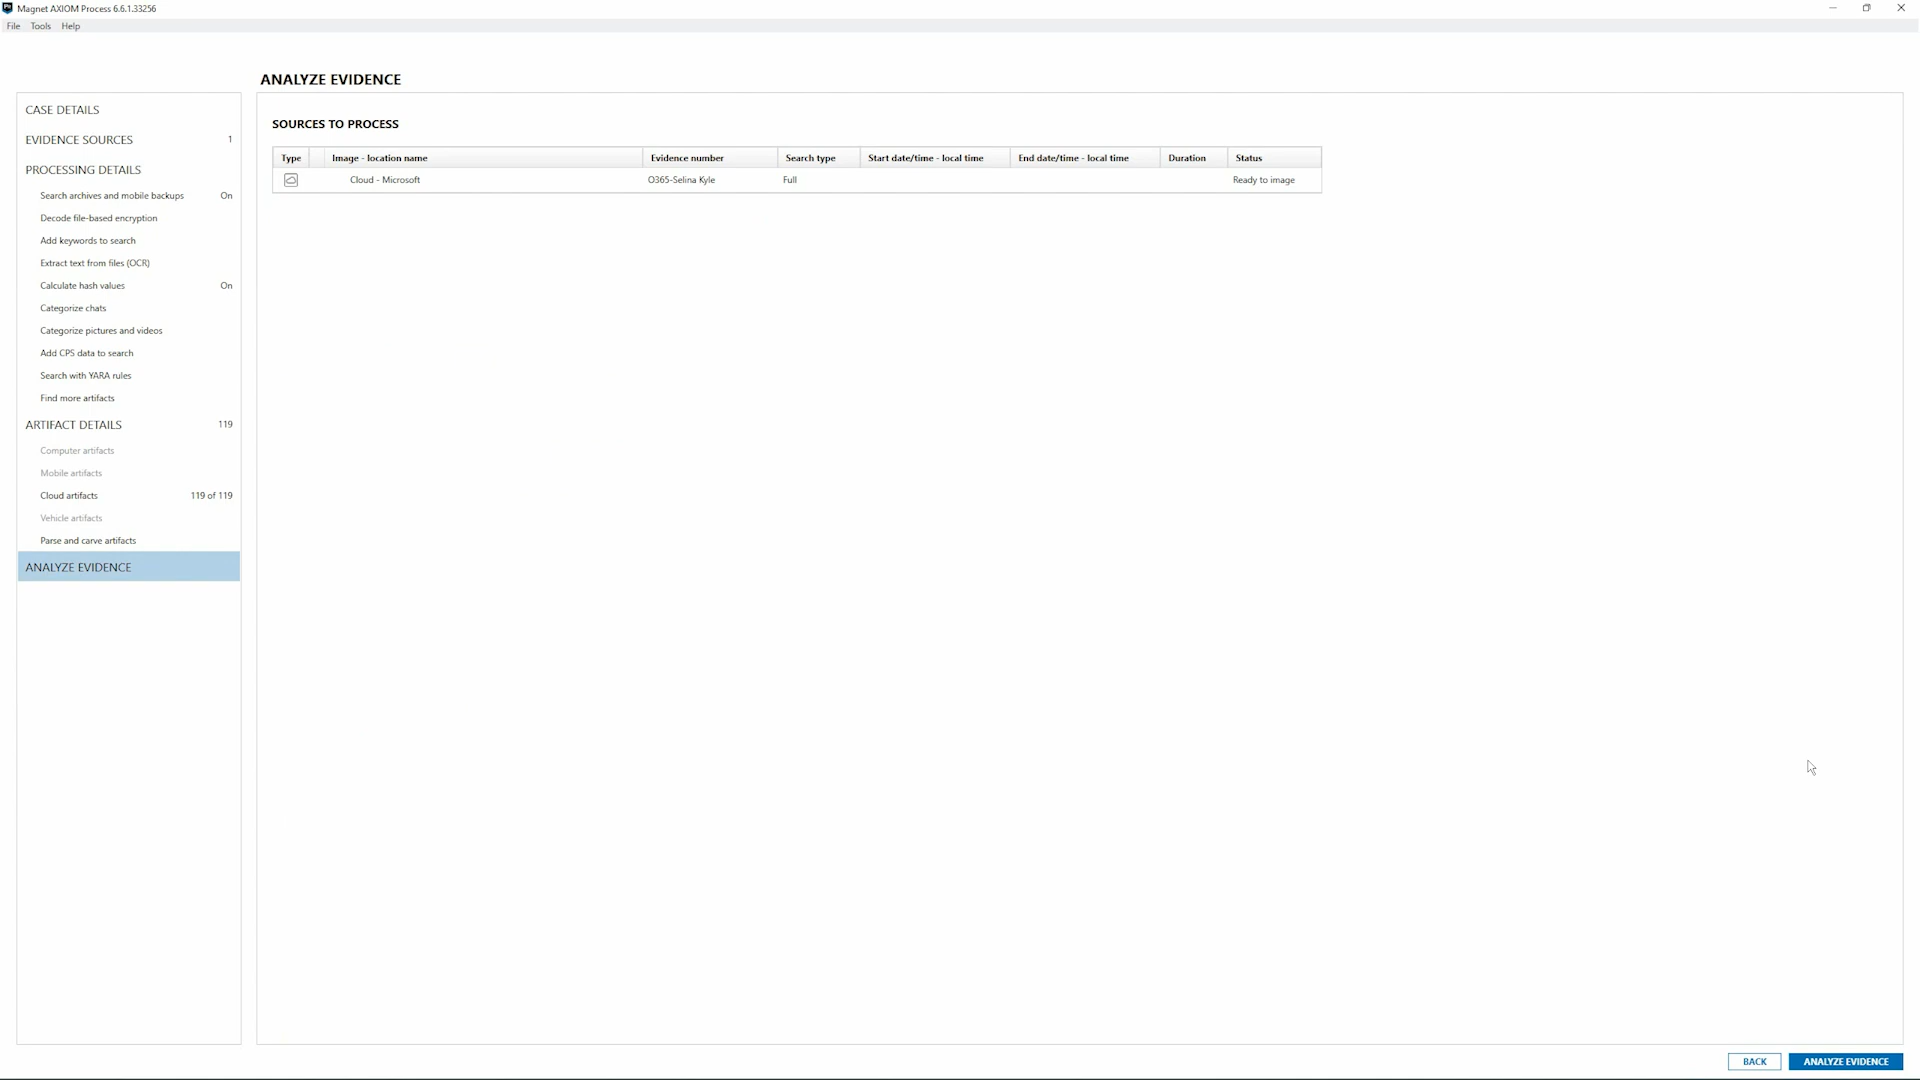 Magnet AXIOM Process 6.6.1.33256
File Tools Help
ANALYZE EVIDENCE
CASE DETAILS
EVIDENCE SOURCES 1
PROCESSING DETAILS
Search archives and mobile backups On
Decode file-based encryption
Add keywords to search
Extract text from files (OCR)
Calculate hash values On
Categorize chats
Categorize pictures and videos
Add CPS data to search
Search with YARA rules
Find more artifacts
ARTIFACT DETAILS 119
Computer artifacts
Mobile artifacts
Cloud artifacts 119 of 119
Vehicle artifacts
Parse and carve artifacts
ANALYZE EVIDENCE
SOURCES TO PROCESS
Type Image - location name Evidence number Search type Start date/time - local time End date/time - local time Duration Status
Cloud - Microsoft O365-Selina Kyle Full Ready to image
BACK ANALYZE EVIDENCE